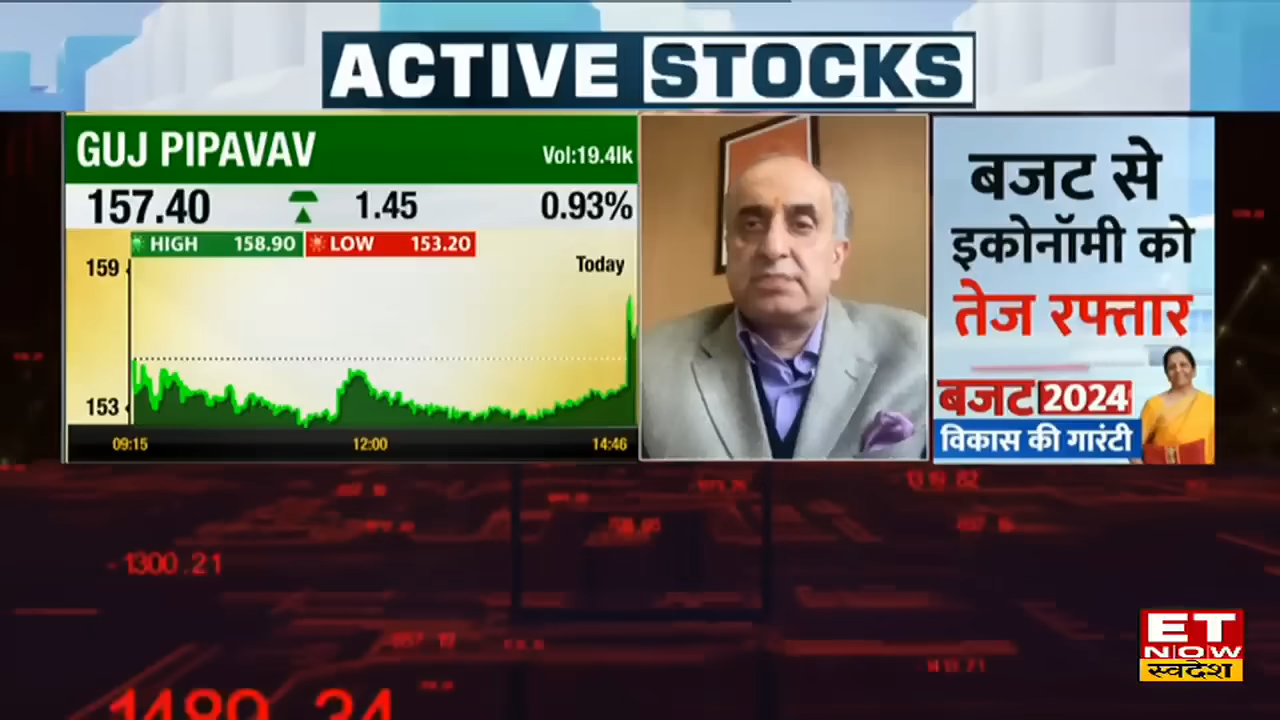 ACTIVE STOCKS
GUJ PIPAVAV
Vol:19.4lk
157.40 1.45 0.93%
HIGH 158.90 LOW 153.20
Today
159
153
09:15 12:00 14:46
बजट से
इकोनॉमी को
तेज रफ्तार
बजट 2024
विकास की गारंटी
-1300.21
1489.34
ET
NOW
स्वदेश